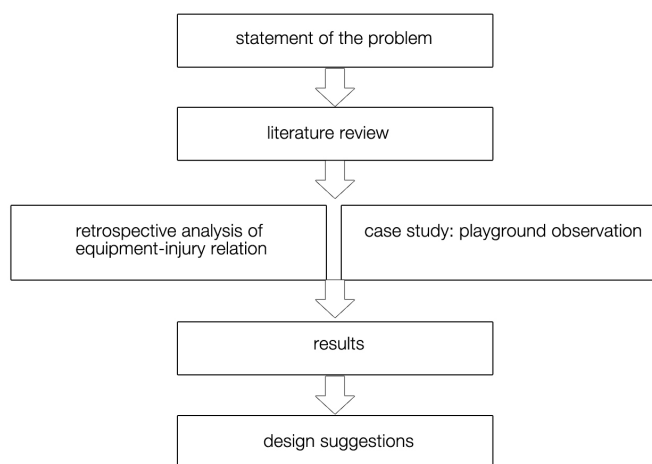 statement of the problem
literature review
retrospective analysis of
equipment-injury relation
case study: playground observation
results
design suggestions